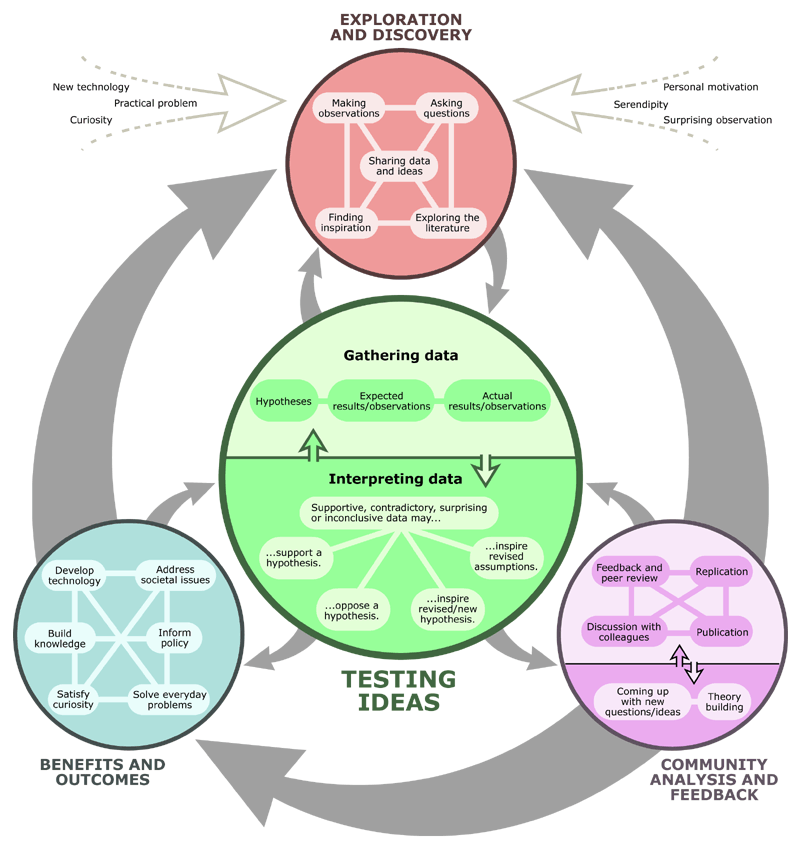 EXPLORATION
AND DISCOVERY
New technology
Practical problem
Curiosity
Personal motivation
Serendipity
Surprising observation
Making
observations
Asking
questions
Sharing data
and ideas
Finding
inspiration
Exploring the
literature
Gathering data
Hypotheses
Expected
results/observations
Actual
results/observations
Interpreting data
Supportive, contradictory, surprising
or inconclusive data may...
...support a
hypothesis.
...oppose a
hypothesis.
...inspire
revised/new
hypothesis.
...inspire
revised
assumptions.
TESTING
IDEAS
Develop
technology
Address
societal issues
Build
knowledge
Inform
policy
Satisfy
curiosity
Solve everyday
problems
BENEFITS AND
OUTCOMES
Feedback and
peer review
Replication
Discussion with
colleagues
Publication
Coming up
with new
questions/ideas
Theory
building
COMMUNITY
ANALYSIS AND
FEEDBACK